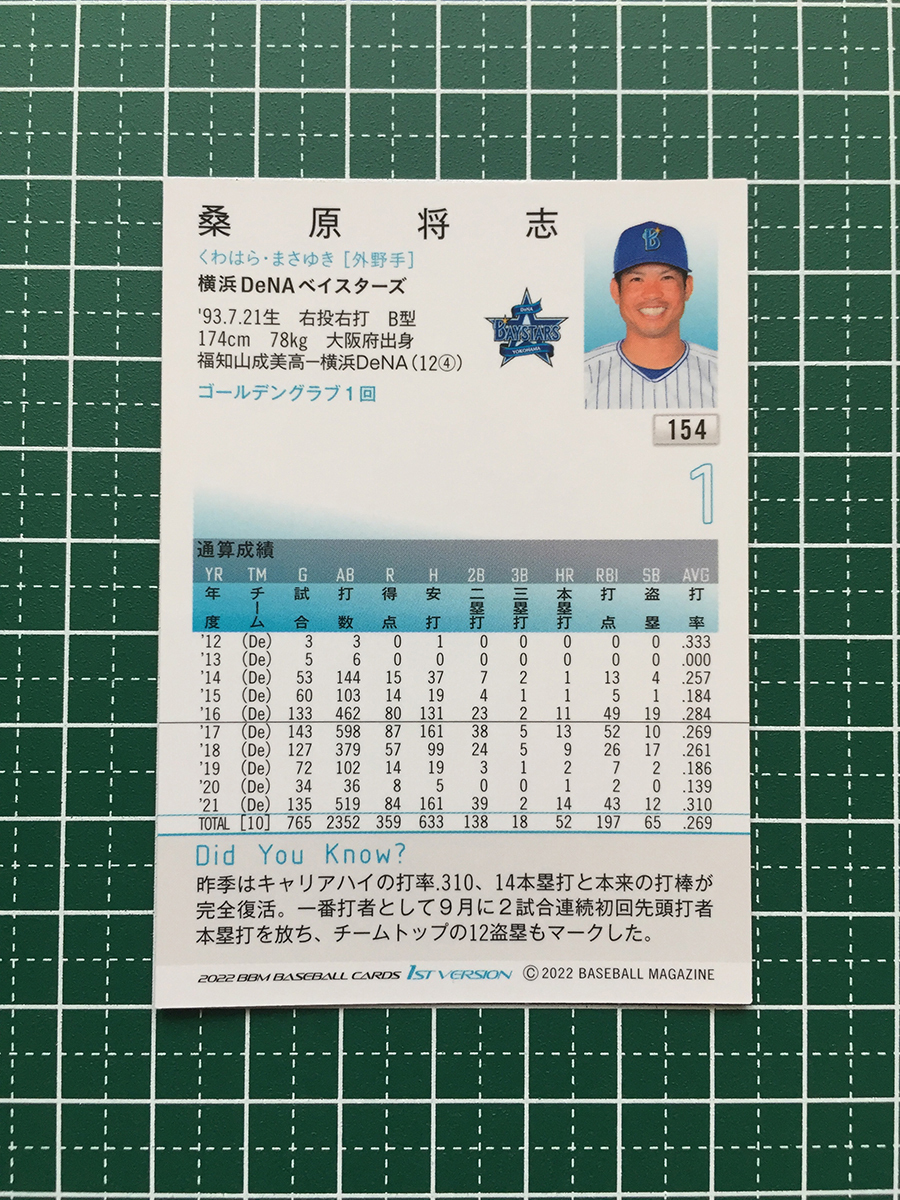 桑原将志
くわはら・まさゆき［外野手］
横浜DeNAベイスターズ
'93.7.21生 右投右打 B型
174cm 78kg 大阪府出身
福知山成美高ー横浜DeNA（12④）
ゴールデングラブ1回
DeNA
BAYSTARS
YOKOHAMA
B
154
1
通算成績
YR TM G AB R H 2B 3B HR RBI SB AVG
年度 チーム 試合 打数 得点 安打 二塁打 三塁打 本塁打 打点 盗塁 打率
'12 (De) 3 3 0 1 0 0 0 0 0 .333
'13 (De) 5 6 0 0 0 0 0 0 0 .000
'14 (De) 53 144 15 37 7 2 1 13 4 .257
'15 (De) 60 103 14 19 4 1 1 5 1 .184
'16 (De) 133 462 80 131 23 2 11 49 19 .284
'17 (De) 143 598 87 161 38 5 13 52 10 .269
'18 (De) 127 379 57 99 24 5 9 26 17 .261
'19 (De) 72 102 14 19 3 1 2 7 2 .186
'20 (De) 34 36 8 5 0 0 1 2 0 .139
'21 (De) 135 519 84 161 39 2 14 43 12 .310
TOTAL [10] 765 2352 359 633 138 18 52 197 65 .269
Did You Know?
昨季はキャリアハイの打率.310、14本塁打と本来の打棒が
完全復活。一番打者として９月に２試合連続初回先頭打者
本塁打を放ち、チームトップの12盗塁もマークした。
2022 BBM BASEBALL CARDS 1ST VERSION ©2022 BASEBALL MAGAZINE